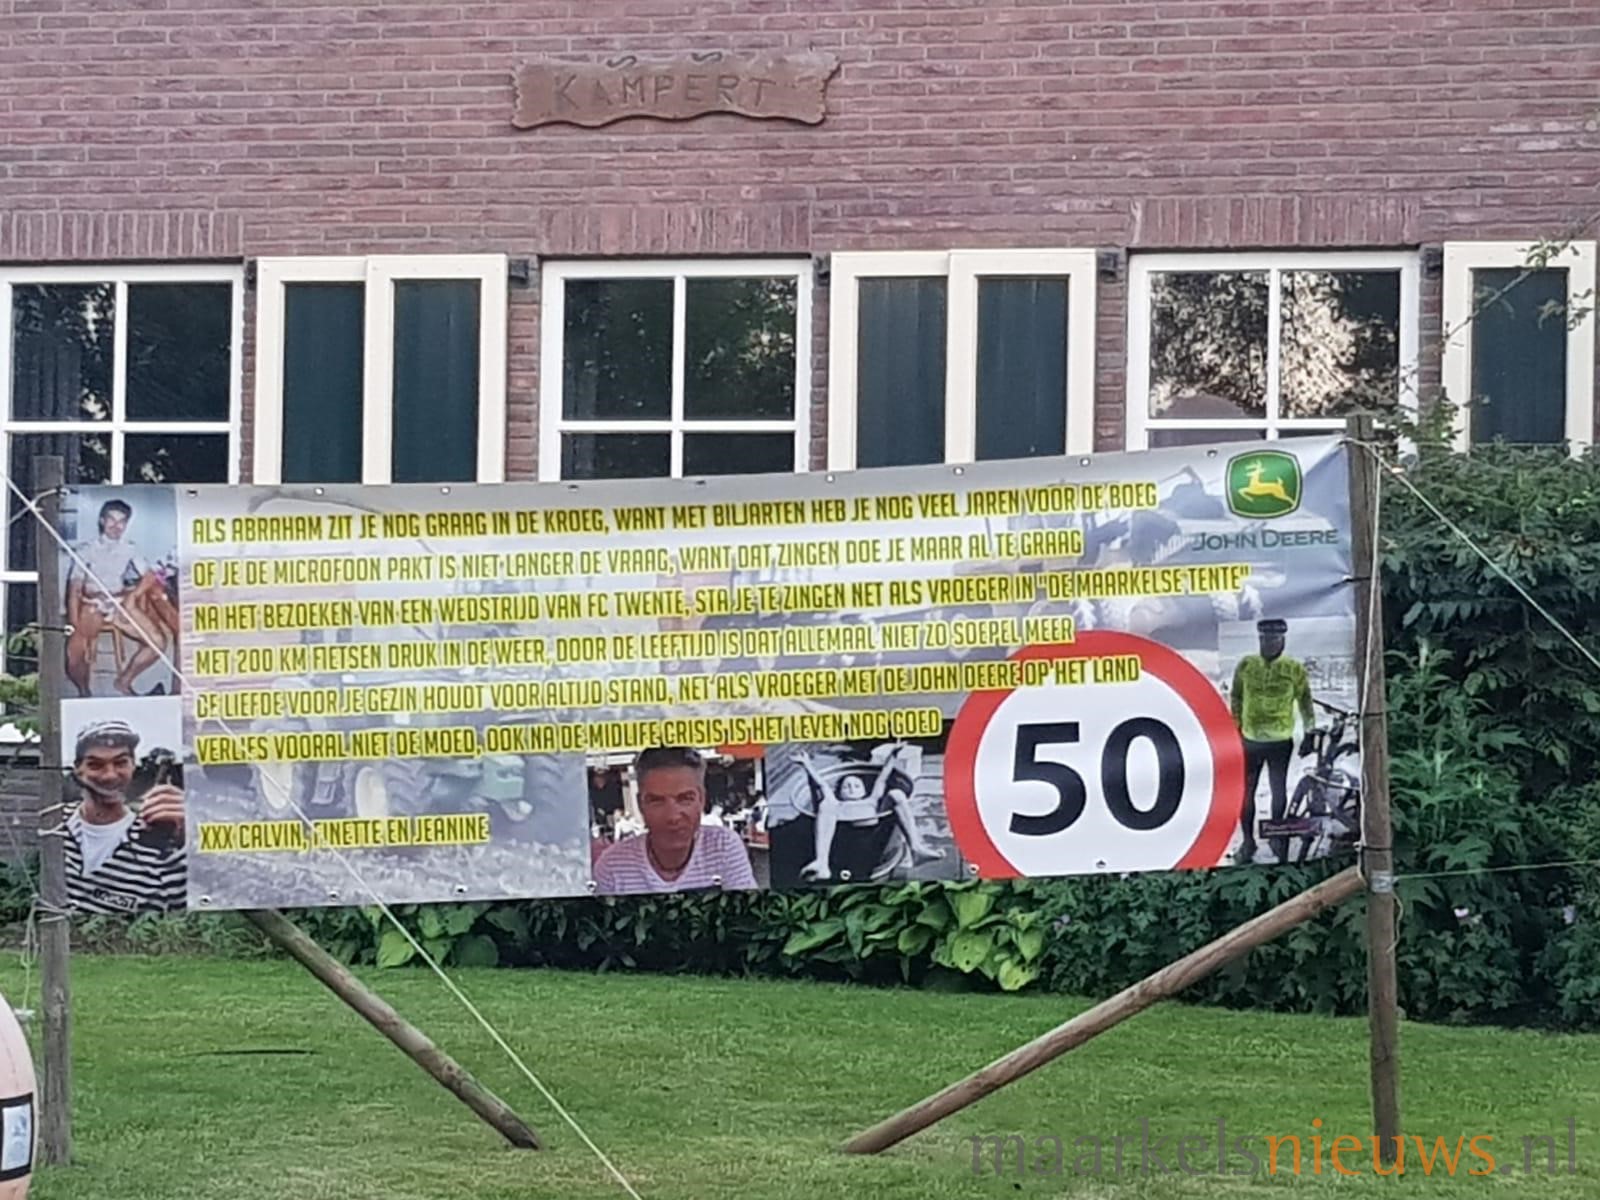 KAMPERT
ALS ABRAHAM ZIT JE NOG GRAAG IN DE KROEG, WANT MET BILJARTEN HEB JE NOG VEEL JAREN VOOR DE BOEG
OF JE DE MICROFOON PAKT IS NIET LANGER DE VRAAG, WANT DAT ZINGEN DOE JE MAAR AL TE GRAAG
NA HET BEZOEKEN VAN EEN WEDSTRIJD VAN FC TWENTE, STA JE TE ZINGEN NET ALS VROEGER IN "DE MAARKELSE TENTE"
MET 200 KM FIETSEN DRUK IN DE WEER, DOOR DE LEEFTIJD IS DAT ALLEMAAL NIET ZO SOEPEL MEER
DE LIEFDE VOOR JE GEZIN HOUDT VOOR ALTIJD STAND, NET ALS VROEGER MET DE JOHN DEERE OP HET LAND
VERLIES VOORAL NIET DE MOED, OOK NA DE MIDLIFE CRISIS IS HET LEVEN NOG GOED
XXX CALVIN, FINETTE EN JEANINE
JOHN DEERE
50
maarkelsnieuws.nl